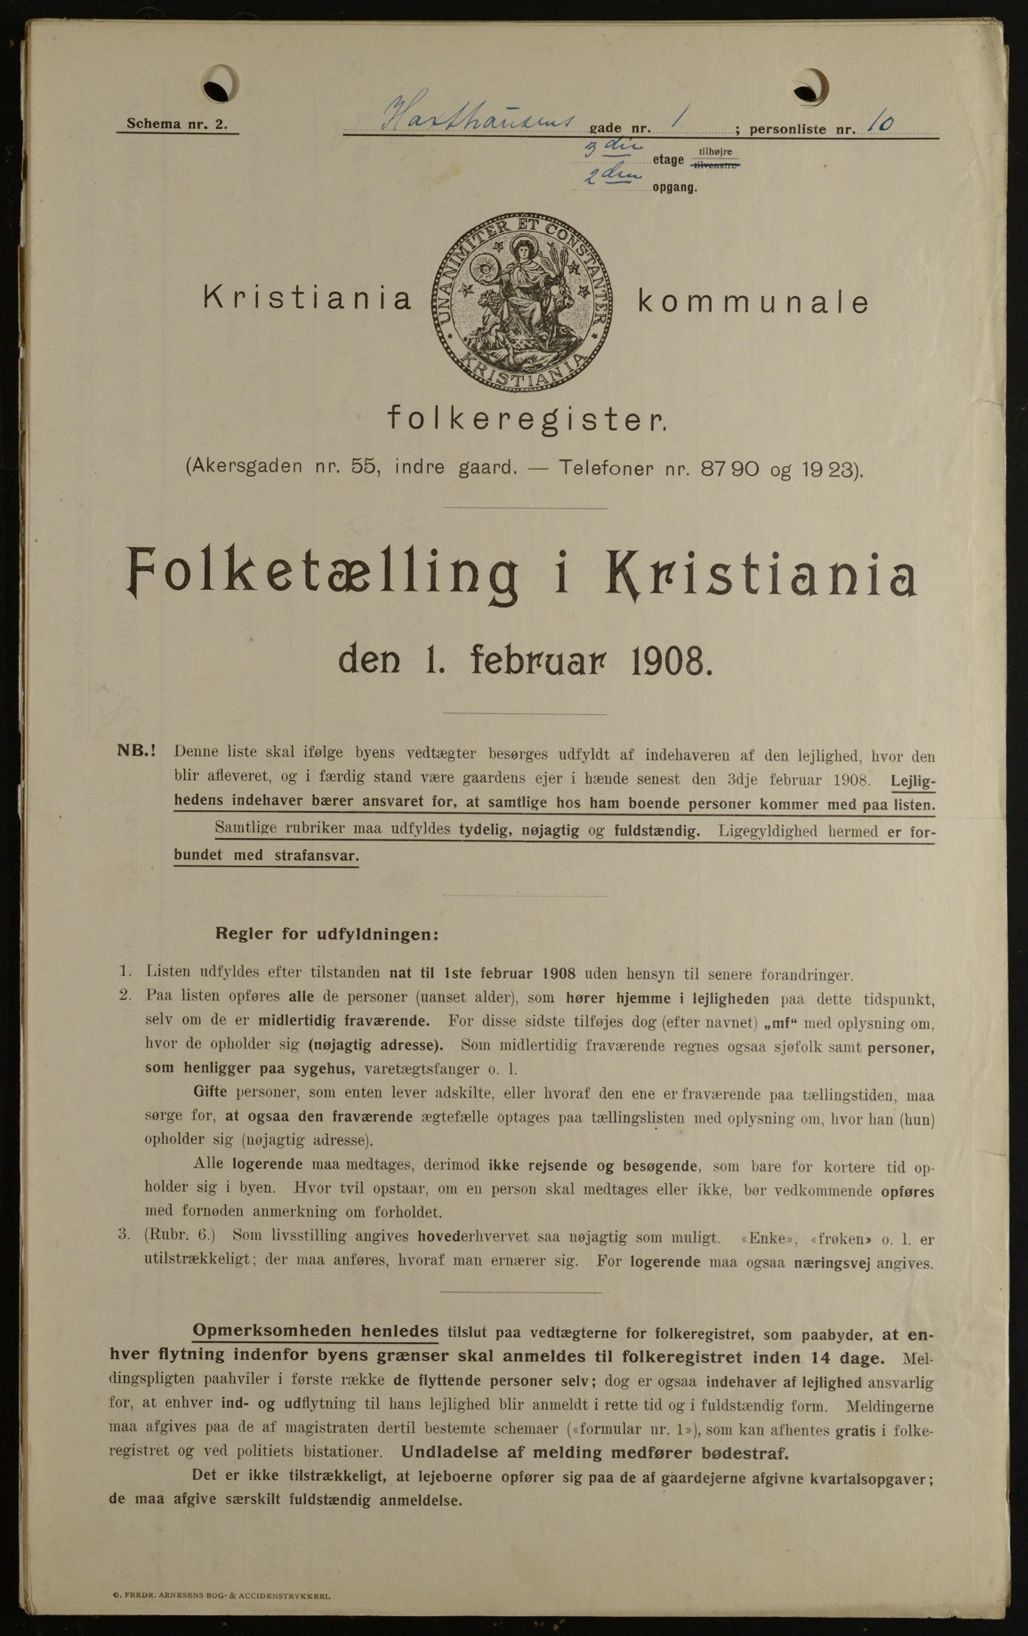 Schema nr. 2.
Haxthausens gade nr. 1 ; personliste nr. 10
3die etage tilhøjre
tilvenstre
2den opgang.
UNANIMITER ET CONSTANTER
KRISTIANIA
Kristiania kommunale
folkeregister.
(Akersgaden nr. 55, indre gaard. — Telefoner nr. 87 90 og 19 23).
Folketælling i Kristiania
den 1. februar 1908.
NB.! Denne liste skal ifølge byens vedtægter besørges udfyldt af indehaveren af den lejlighed, hvor den
blir afleveret, og i færdig stand være gaardens ejer i hænde senest den 3dje februar 1908. Lejlig-
hedens indehaver bærer ansvaret for, at samtlige hos ham boende personer kommer med paa listen.
Samtlige rubriker maa udfyldes tydelig, nøjagtig og fuldstændig. Ligegyldighed hermed er for-
bundet med strafansvar.
Regler for udfyldningen:
1. Listen udfyldes efter tilstanden nat til 1ste februar 1908 uden hensyn til senere forandringer.
2. Paa listen opføres alle de personer (uanset alder), som hører hjemme i lejligheden paa dette tidspunkt,
selv om de er midlertidig fraværende. For disse sidste tilføjes dog (efter navnet) „mf“ med oplysning om,
hvor de opholder sig (nøjagtig adresse). Som midlertidig fraværende regnes ogsaa sjøfolk samt personer,
som henligger paa sygehus, varetægtsfanger o. l.
Gifte personer, som enten lever adskilte, eller hvoraf den ene er fraværende paa tællingstiden, maa
sørge for, at ogsaa den fraværende ægtefælle optages paa tællingslisten med oplysning om, hvor han (hun)
opholder sig (nøjagtig adresse).
Alle logerende maa medtages, derimod ikke rejsende og besøgende, som bare for kortere tid op-
holder sig i byen. Hvor tvil opstaar, om en person skal medtages eller ikke, bør vedkommende opføres
med fornøden anmerkning om forholdet.
3. (Rubr. 6.) Som livsstilling angives hovederhvervet saa nøjagtig som muligt. «Enke», «frøken» o. l. er
utilstrækkeligt; der maa anføres, hvoraf man ernærer sig. For logerende maa ogsaa næringsvej angives.
Opmerksomheden henledes tilslut paa vedtægterne for folkeregistret, som paabyder, at en-
hver flytning indenfor byens grænser skal anmeldes til folkeregistret inden 14 dage. Mel-
dingspligten paahviler i første række de flyttende personer selv; dog er ogsaa indehaver af lejlighed ansvarlig
for, at enhver ind- og udflytning til hans lejlighed blir anmeldt i rette tid og i fuldstændig form. Meldingerne
maa afgives paa de af magistraten dertil bestemte schemaer («formular nr. 1»), som kan afhentes gratis i folke-
registret og ved politiets bistationer. Undladelse af melding medfører bødestraf.
Det er ikke tilstrækkeligt, at lejeboerne opfører sig paa de af gaardejerne afgivne kvartalsopgaver;
de maa afgive særskilt fuldstændig anmeldelse.
O. FREDR. ARNESENS BOG- & ACCIDENSTRYKKERI.